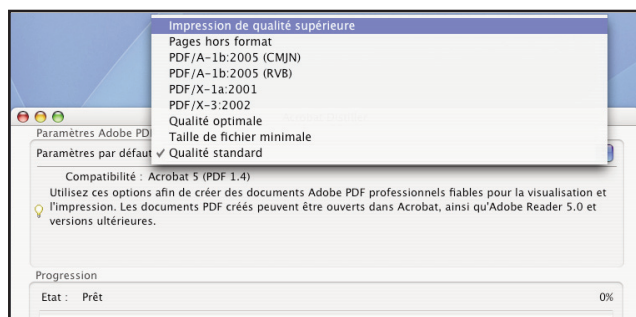 Impression de qualité supérieure
Pages hors format
PDF/A-1b:2005 (CMJN)
PDF/A-1b:2005 (RVB)
PDF/X-1a:2001
PDF/X-3:2002
Qualité optimale
Taille de fichier minimale
✓ Qualité standard
Paramètres Adobe PD
Paramètres par défaut
Compatibilité : Acrobat 5 (PDF 1.4)
Utilisez ces options afin de créer des documents Adobe PDF professionnels fiables pour la visualisation et
l'impression. Les documents PDF créés peuvent être ouverts dans Acrobat, ainsi qu'Adobe Reader 5.0 et
versions ultérieures.
Progression
Etat : Prêt 0%